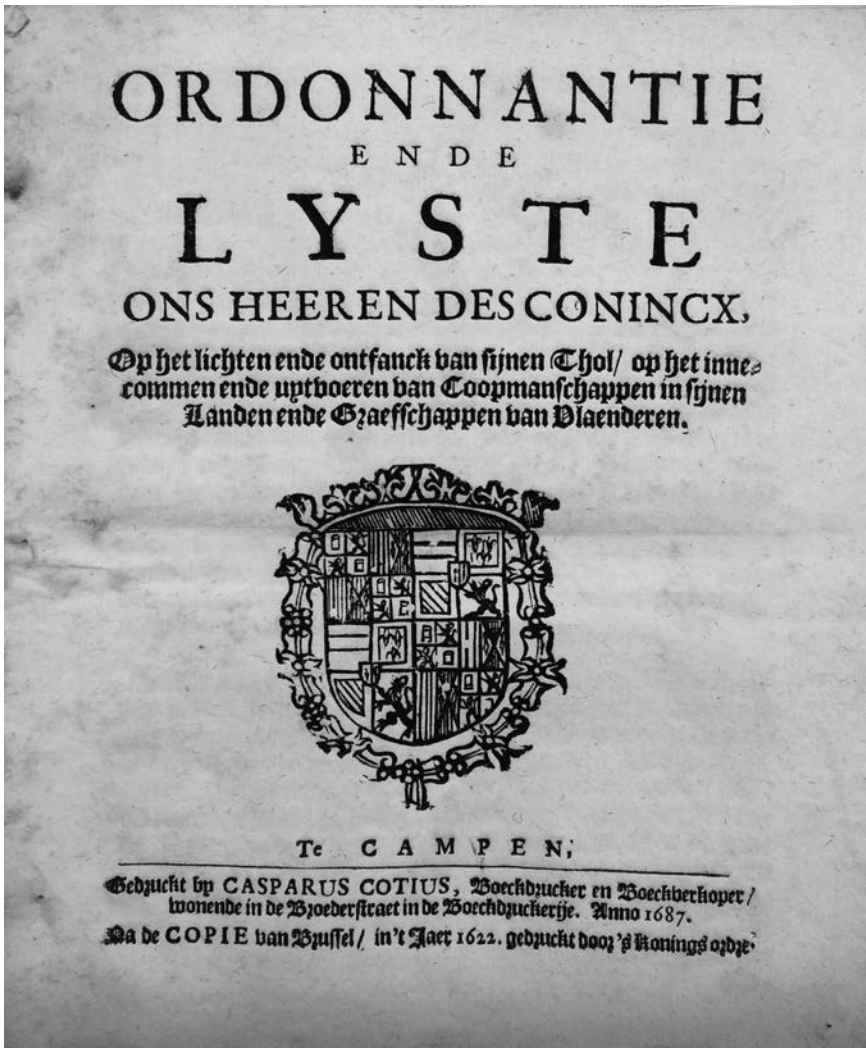 ORDONNANTIE
ENDE
LYSTE
ONS HEEREN DES CONINCX,
Op het lichten ende ontfanck van sijnen Thol/ op het inne-
commen ende uytvoeren van Coopmanschappen in sijnen
Landen ende Graefschappen van Vlaenderen.
Te CAMPEN,
Gedruckt by CASPARUS COTIUS, Boeckdrucker en Boeckverkoper/
wonende in de Broederstraet in de Boeckdruckerije. Anno 1687.
Na de COPIE van Brussel/ in't Jaer 1622. gedruckt door 's Konings ordre.